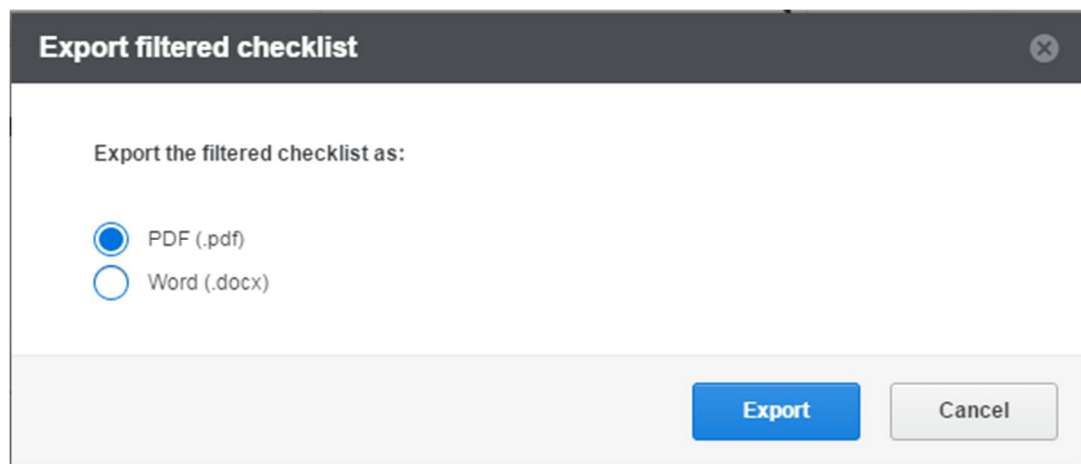 Export filtered checklist
Export the filtered checklist as:
PDF (.pdf)
Word (.docx)
Export Cancel